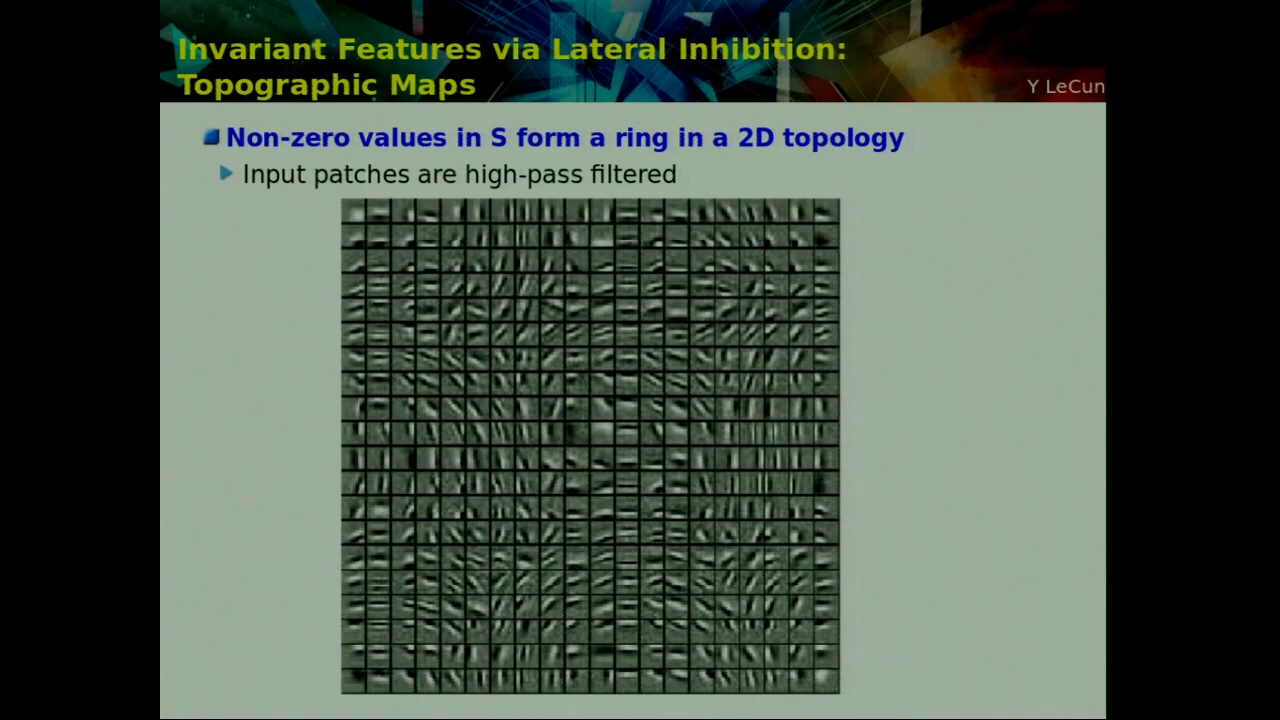 Invariant Features via Lateral Inhibition:
Topographic Maps
Y LeCun
Non-zero values in S form a ring in a 2D topology
Input patches are high-pass filtered